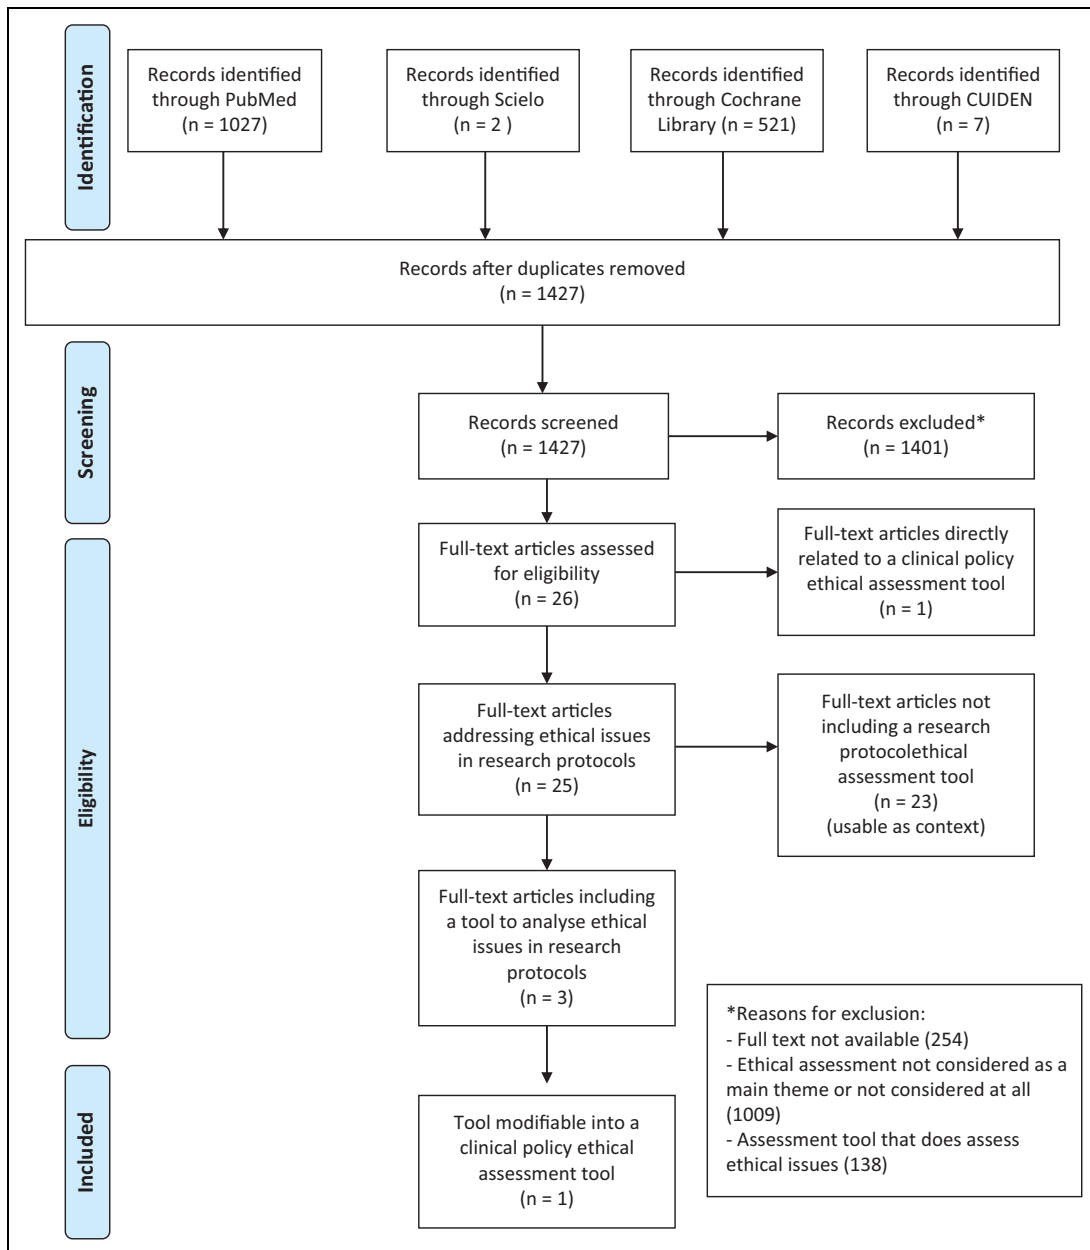 Identification
Records identified
through PubMed
(n = 1027)
Records identified
through Scielo
(n = 2 )
Records identified
through Cochrane
Library (n = 521)
Records identified
through CUIDEN
(n = 7)
Records after duplicates removed
(n = 1427)
Screening
Records screened
(n = 1427)
Records excluded*
(n = 1401)
Eligibility
Full-text articles assessed
for eligibility
(n = 26)
Full-text articles directly
related to a clinical policy
ethical assessment tool
(n = 1)
Full-text articles
addressing ethical issues
in research protocols
(n = 25)
Full-text articles not
including a research
protocolethical
assessment tool
(n = 23)
(usable as context)
Full-text articles including
a tool to analyse ethical
issues in research
protocols
(n = 3)
*Reasons for exclusion:
- Full text not available (254)
- Ethical assessment not considered as a
main theme or not considered at all
(1009)
- Assessment tool that does assess
ethical issues (138)
Included
Tool modifiable into a
clinical policy ethical
assessment tool
(n = 1)